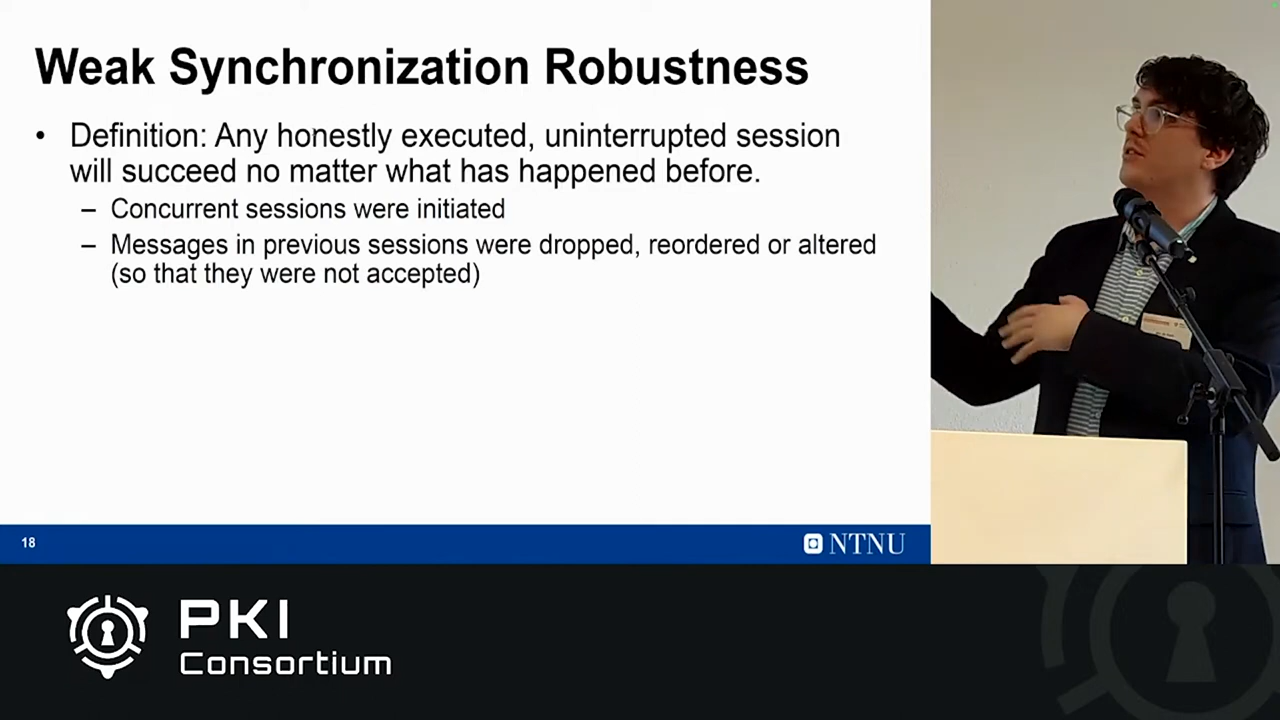 Weak Synchronization Robustness
• Definition: Any honestly executed, uninterrupted session
will succeed no matter what has happened before.
– Concurrent sessions were initiated
– Messages in previous sessions were dropped, reordered or altered
(so that they were not accepted)
18
NTNU
PKI
Consortium